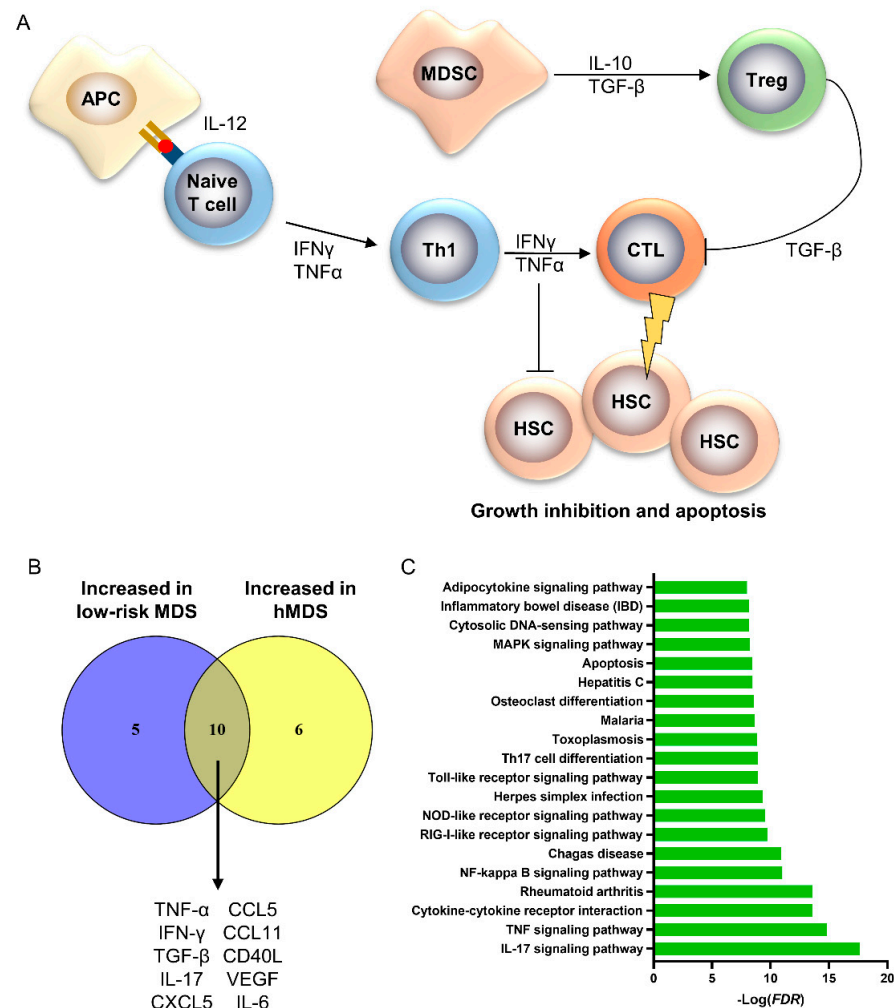 A
APC
IL-12
Naive
T cell
MDSC
IL-10
TGF-β
Treg
IFNγ
TNFα
Th1
IFNγ
TNFα
CTL
TGF-β
HSC
HSC
HSC
Growth inhibition and apoptosis
B
Increased in
low-risk MDS
Increased in
hMDS
5
10
6
TNF-α CCL5
IFN-γ CCL11
TGF-β CD40L
IL-17 VEGF
CXCL5 IL-6
C
Adipocytokine signaling pathway
Inflammatory bowel disease (IBD)
Cytosolic DNA-sensing pathway
MAPK signaling pathway
Apoptosis
Hepatitis C
Osteoclast differentiation
Malaria
Toxoplasmosis
Th17 cell differentiation
Toll-like receptor signaling pathway
Herpes simplex infection
NOD-like receptor signaling pathway
RIG-I-like receptor signaling pathway
Chagas disease
NF-kappa B signaling pathway
Rheumatoid arthritis
Cytokine-cytokine receptor interaction
TNF signaling pathway
IL-17 signaling pathway
0 5 10 15 20
-Log(FDR)